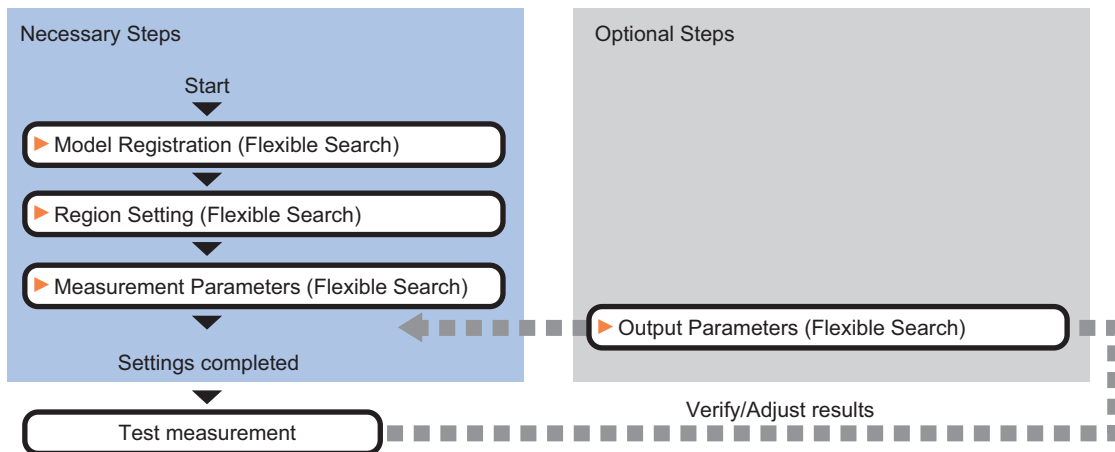 Necessary Steps
Start
Model Registration (Flexible Search)
Region Setting (Flexible Search)
Measurement Parameters (Flexible Search)
Settings completed
Test measurement
Optional Steps
Output Parameters (Flexible Search)
Verify/Adjust results